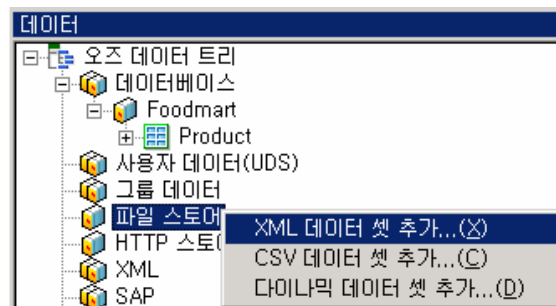 데이터
오즈 데이터 트리
데이터베이스
Foodmart
Product
사용자 데이터(UDS)
그룹 데이터
파일 스토어
XML 데이터 셋 추가...(X)
HTTP 스토
CSV 데이터 셋 추가...(C)
XML
다이나믹 데이터 셋 추가...(D)
SAP